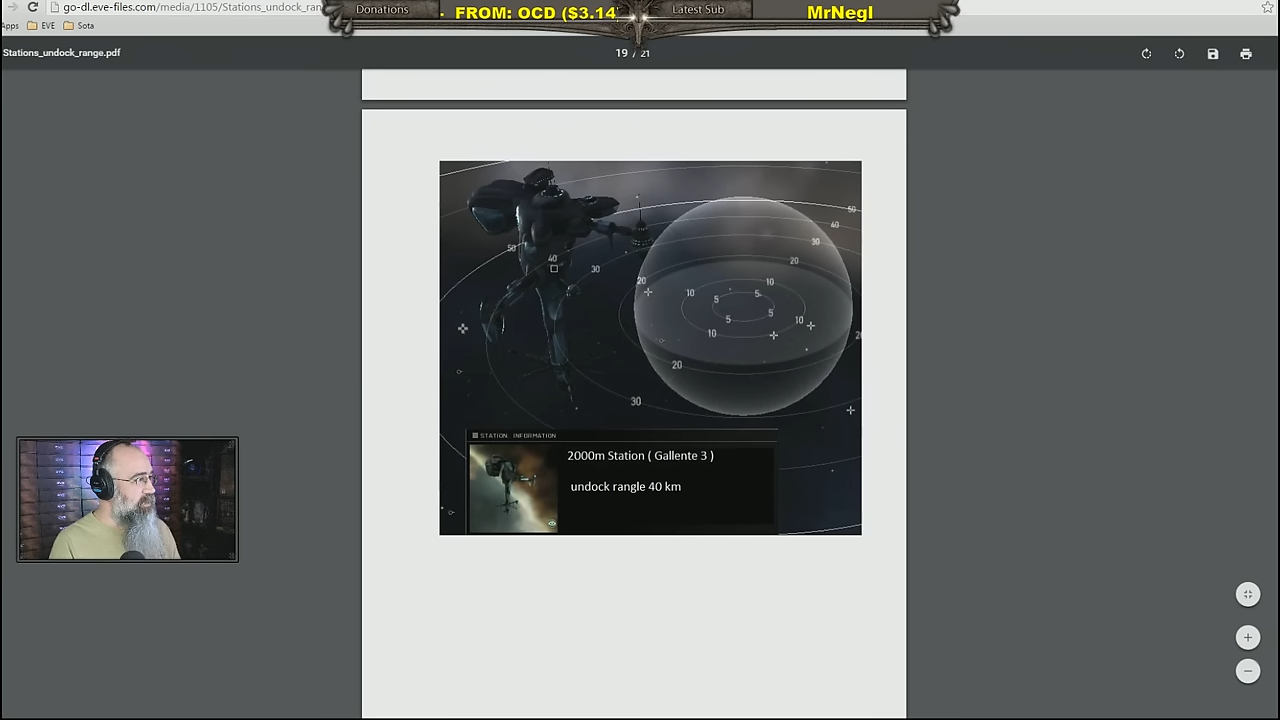 Donations
- FROM: OCD ($3.14
Latest Sub
MrNegl
go-dl.eve-files.com/media/1105/Stations_undock_ran
Apps
EVE
Sota
Stations_undock_range.pdf
19 / 21
50
40
30
20
10
5
5
5
5
10
10
10
20
30
20
30
40
50
20
STATION: INFORMATION
2000m Station ( Gallente 3 )
undock rangle 40 km